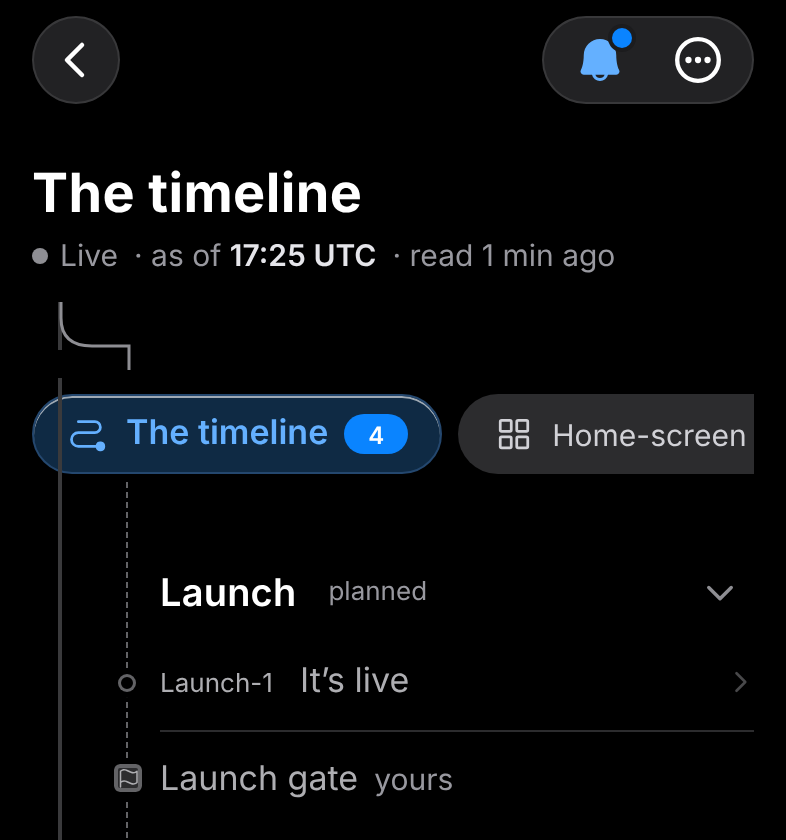 The timeline
Live · as of 17:25 UTC · read 1 min ago
The timeline 4 Home-screen
Launch planned
Launch-1 It’s live
Launch gate yours